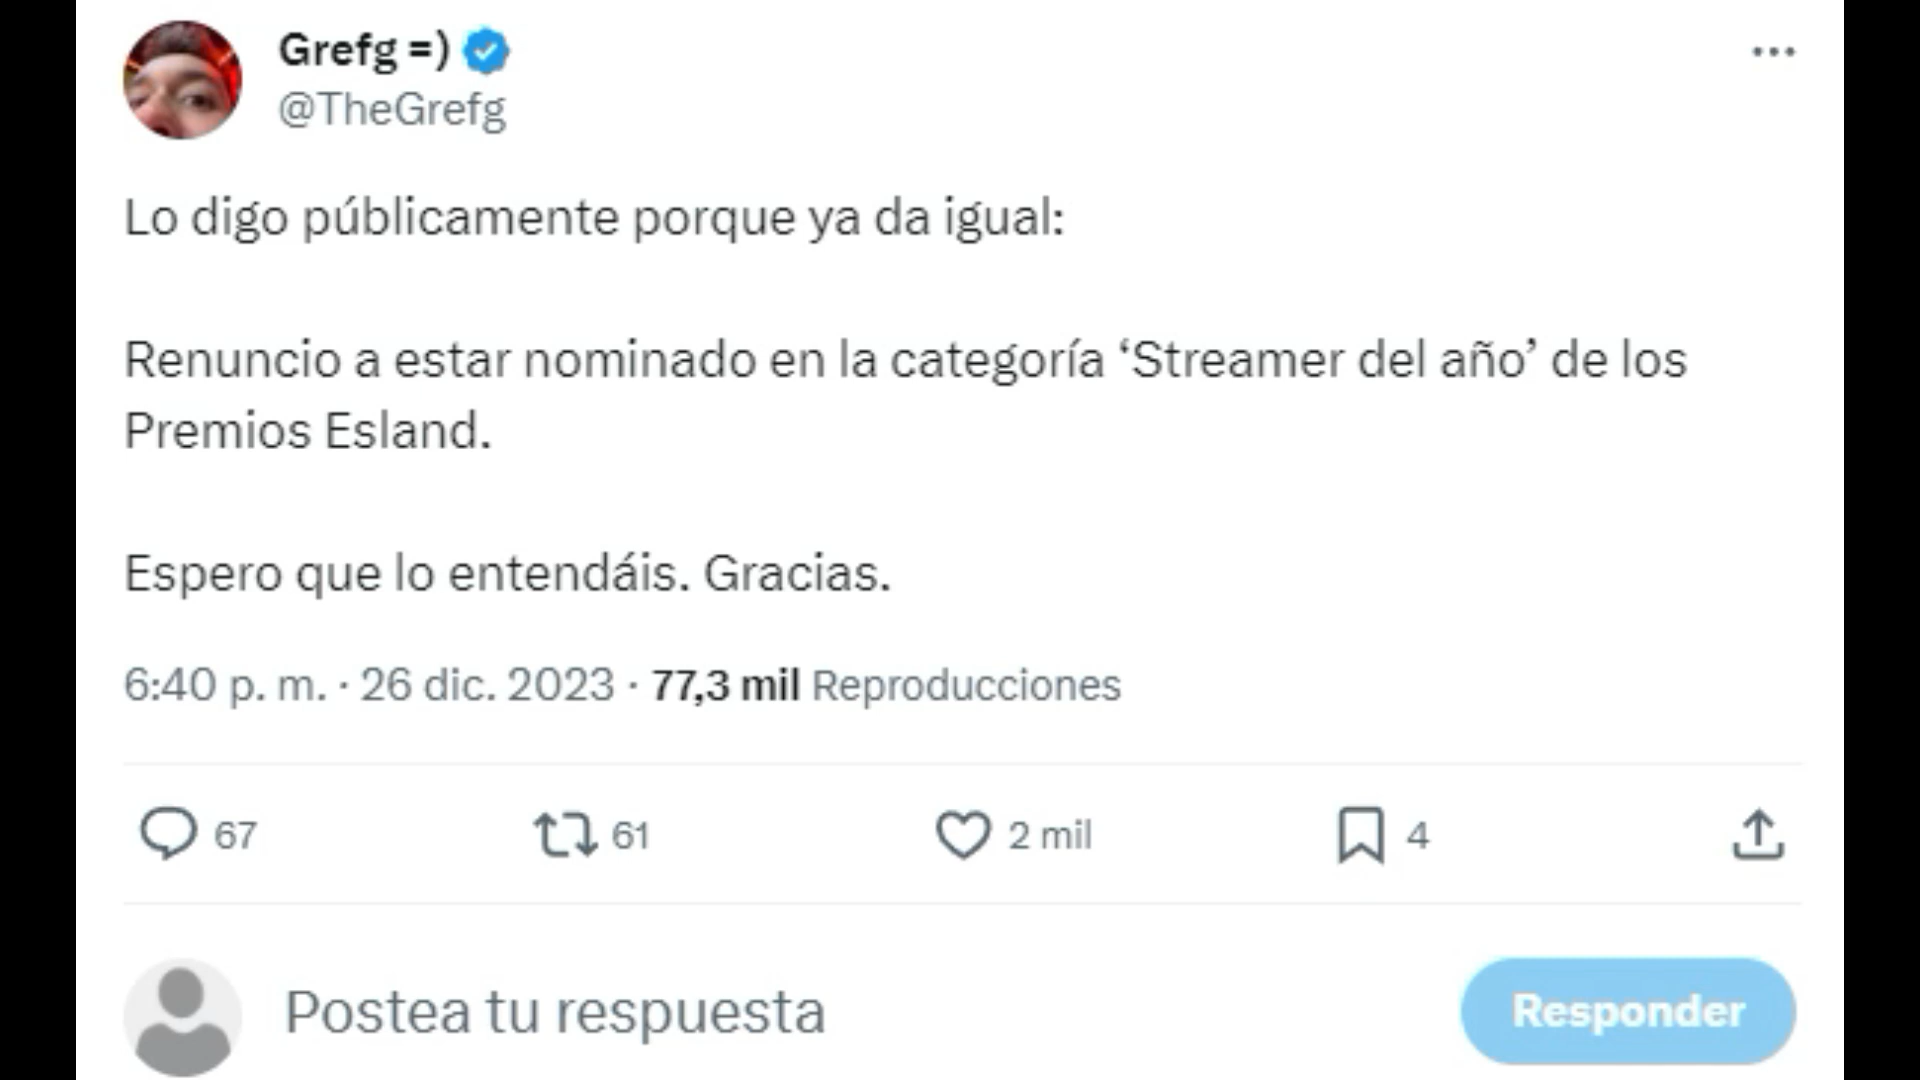 Grefg =)
@TheGrefg
Lo digo públicamente porque ya da igual:
Renuncio a estar nominado en la categoría ‘Streamer del año’ de los
Premios Esland.
Espero que lo entendáis. Gracias.
6:40 p. m. · 26 dic. 2023 · 77,3 mil Reproducciones
67 61 2 mil 4
Postea tu respuesta Responder